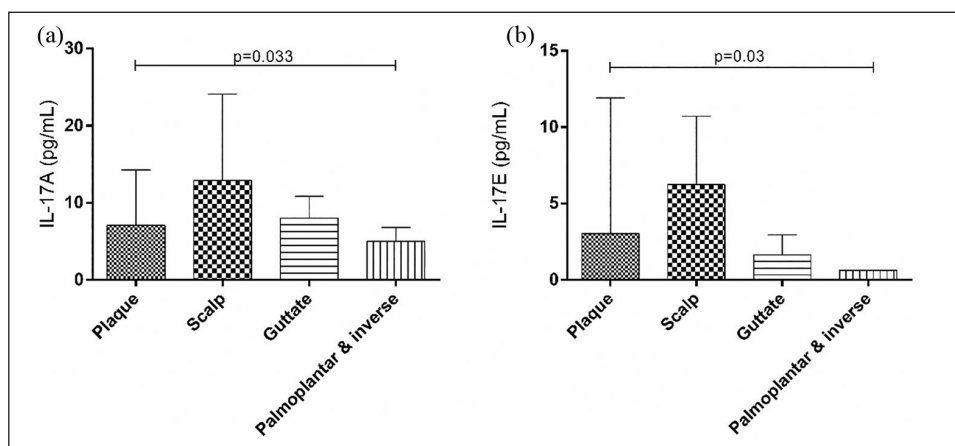 (a)
30
20
10
0
IL-17A (pg/mL)
p=0.033
Plaque
Scalp
Guttate
Palmoplantar & inverse
(b)
15
10
5
0
IL-17E (pg/mL)
p=0.03
Plaque
Scalp
Guttate
Palmoplantar & inverse